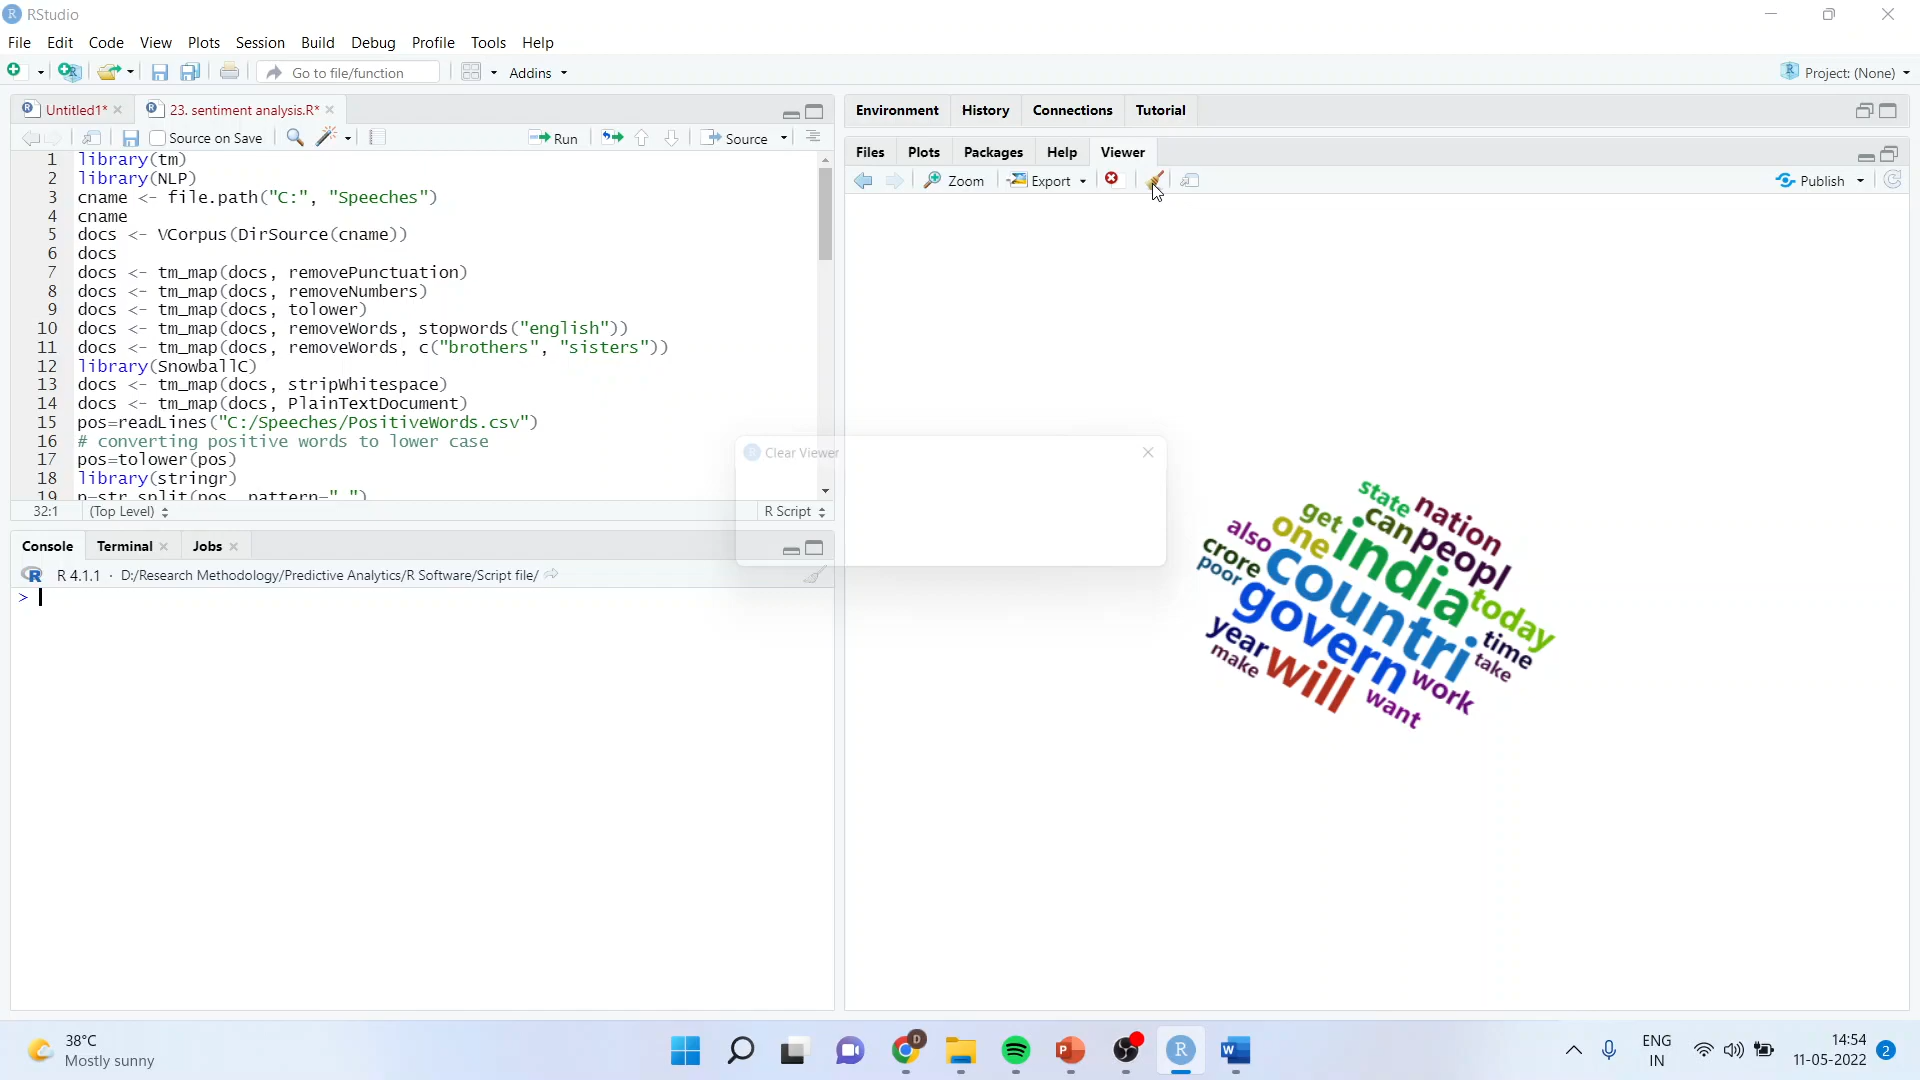 RStudio
File Edit Code View Plots Session Build Debug Profile Tools Help
Go to file/function Addins Project: (None)
Untitled1* 23. sentiment analysis.R*
Source on Save Run Source
1 library(tm)
2 library(NLP)
3 cname <- file.path("C:", "Speeches")
4 cname
5 docs <- VCorpus(DirSource(cname))
6 docs
7 docs <- tm_map(docs, removePunctuation)
8 docs <- tm_map(docs, removeNumbers)
9 docs <- tm_map(docs, tolower)
10 docs <- tm_map(docs, removeWords, stopwords("english"))
11 docs <- tm_map(docs, removeWords, c("brothers", "sisters"))
12 library(SnowballC)
13 docs <- tm_map(docs, stripWhitespace)
14 docs <- tm_map(docs, PlainTextDocument)
15 pos=readLines("C:/Speeches/PositiveWords.csv")
16 # converting positive words to lower case
17 pos=tolower(pos)
18 library(stringr)
19 p=str_split(pos, pattern=" ")
32:1 (Top Level) R Script
Console Terminal Jobs
R 4.1.1 · D:/Research Methodology/Predictive Analytics/R Software/Script file/
>
Environment History Connections Tutorial
Files Plots Packages Help Viewer
Zoom Export Publish
Clear Viewer
state
nation
get
can
peopl
also
one
india
crore
poor
countri
govern
today
year
make
will
time
take
work
want
38°C
Mostly sunny
ENG
IN
14:54
11-05-2022
2